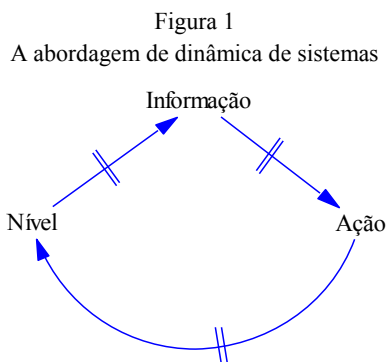 Figura 1
A abordagem de dinâmica de sistemas
Informação
Nível
Ação